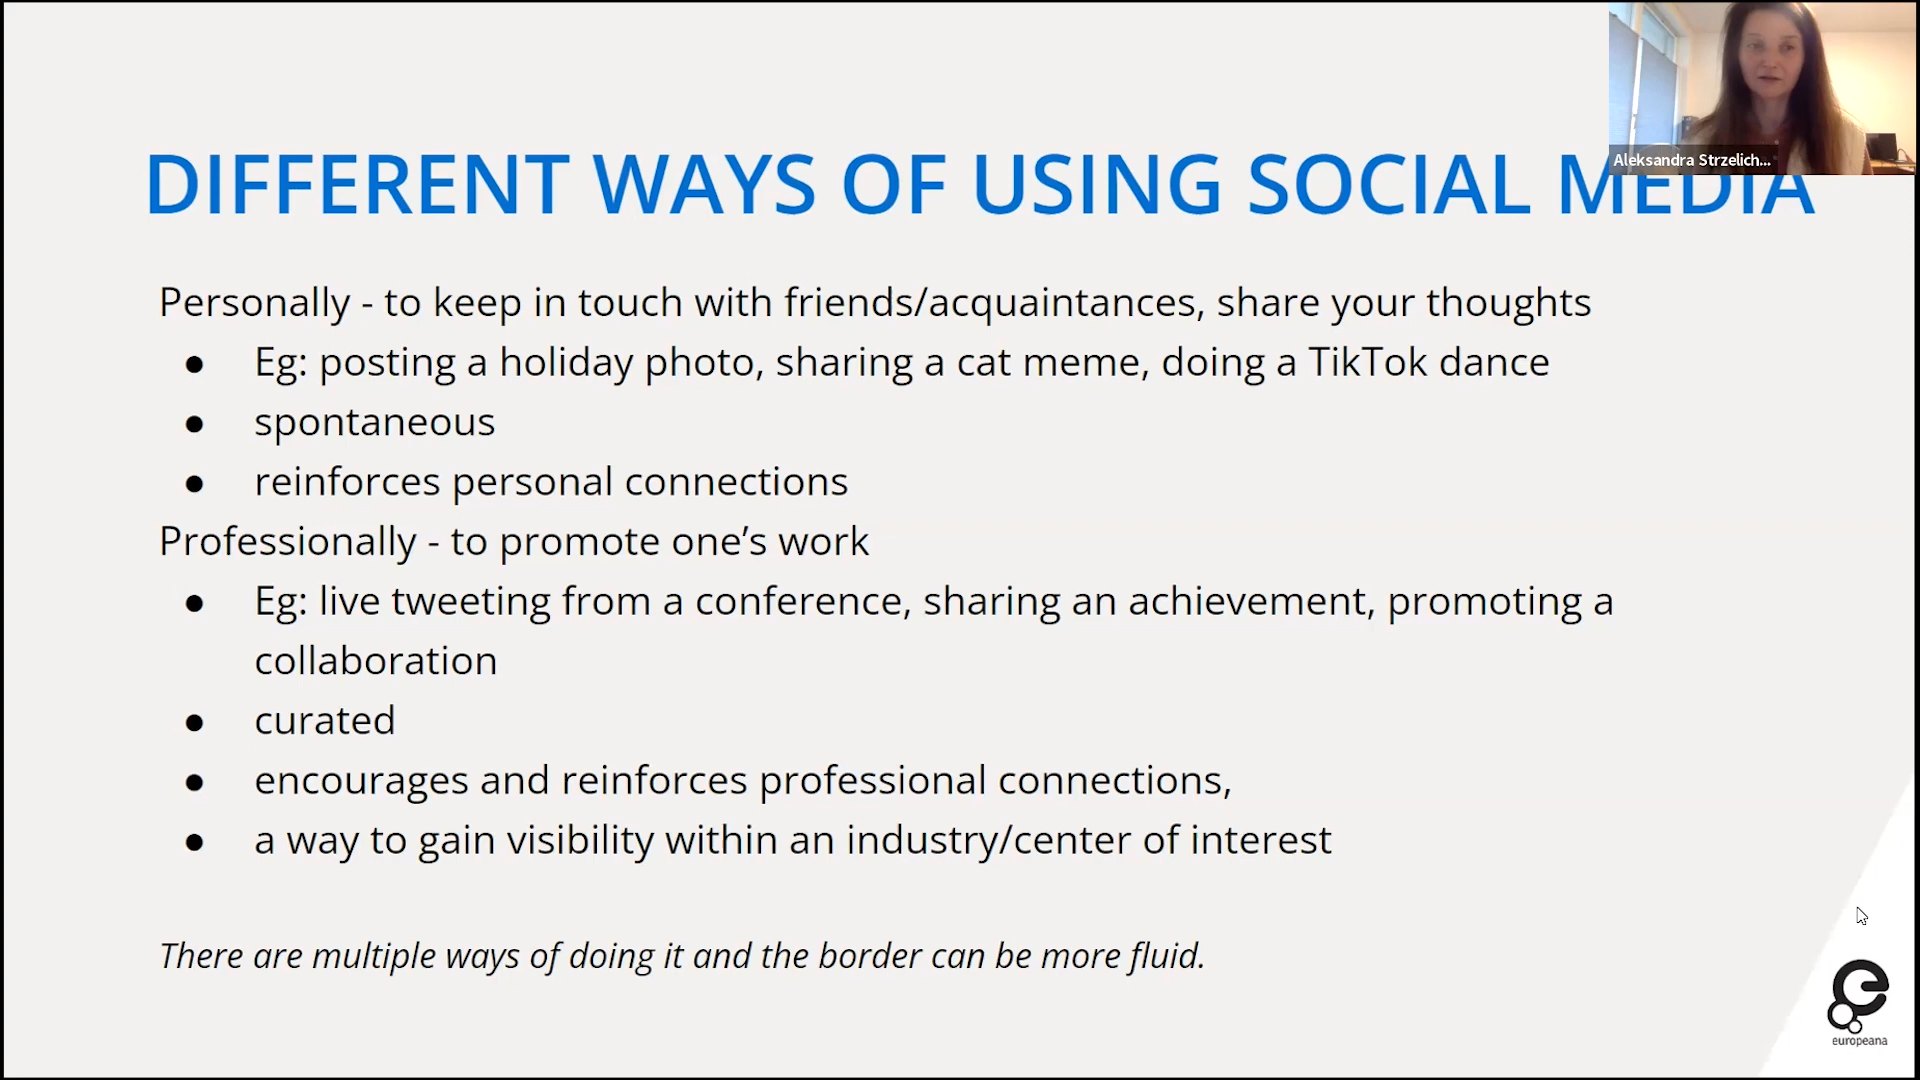 Aleksandra Strzelich...
DIFFERENT WAYS OF USING SOCIAL MEDIA
Personally - to keep in touch with friends/acquaintances, share your thoughts
● Eg: posting a holiday photo, sharing a cat meme, doing a TikTok dance
● spontaneous
● reinforces personal connections
Professionally - to promote one’s work
● Eg: live tweeting from a conference, sharing an achievement, promoting a
collaboration
● curated
● encourages and reinforces professional connections,
● a way to gain visibility within an industry/center of interest
There are multiple ways of doing it and the border can be more fluid.
europeana